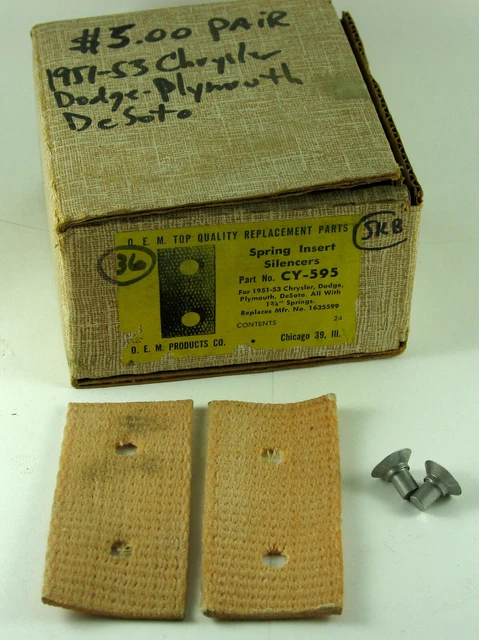 #5.00 PAiR
1951-53 Chrysler
Dodge-Plymouth
DeSoto
O. E. M. TOP QUALITY REPLACEMENT PARTS
SKB
36
Spring Insert
Silencers
Part No. CY-595
For 1951-53 Chrysler, Dodge,
Plymouth, DeSoto. All With
1¾" Springs.
Replaces Mfr. No. 1635599
CONTENTS 24
O. E. M. PRODUCTS CO. Chicago 39, Ill.